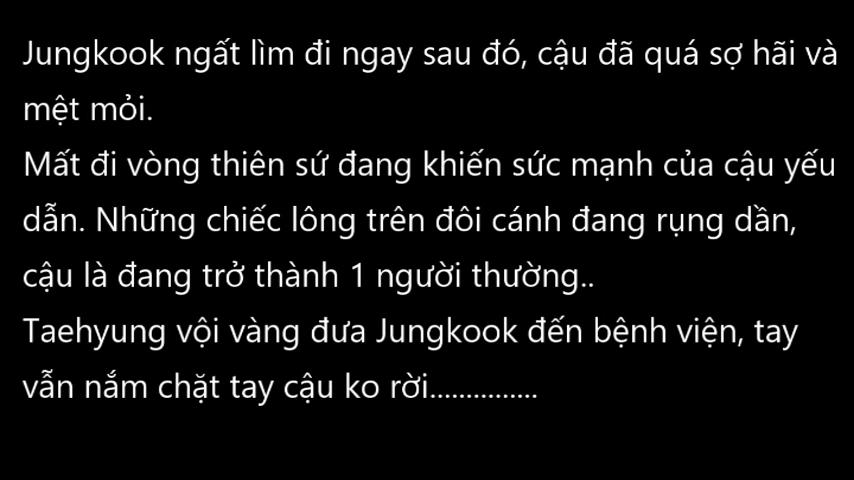 Jungkook ngất lìm đi ngay sau đó, cậu đã quá sợ hãi và
mệt mỏi.
Mất đi vòng thiên sứ đang khiến sức mạnh của cậu yếu
dẫn. Những chiếc lông trên đôi cánh đang rụng dần,
cậu là đang trở thành 1 người thường..
Taehyung vội vàng đưa Jungkook đến bệnh viện, tay
vẫn nắm chặt tay cậu ko rời...............